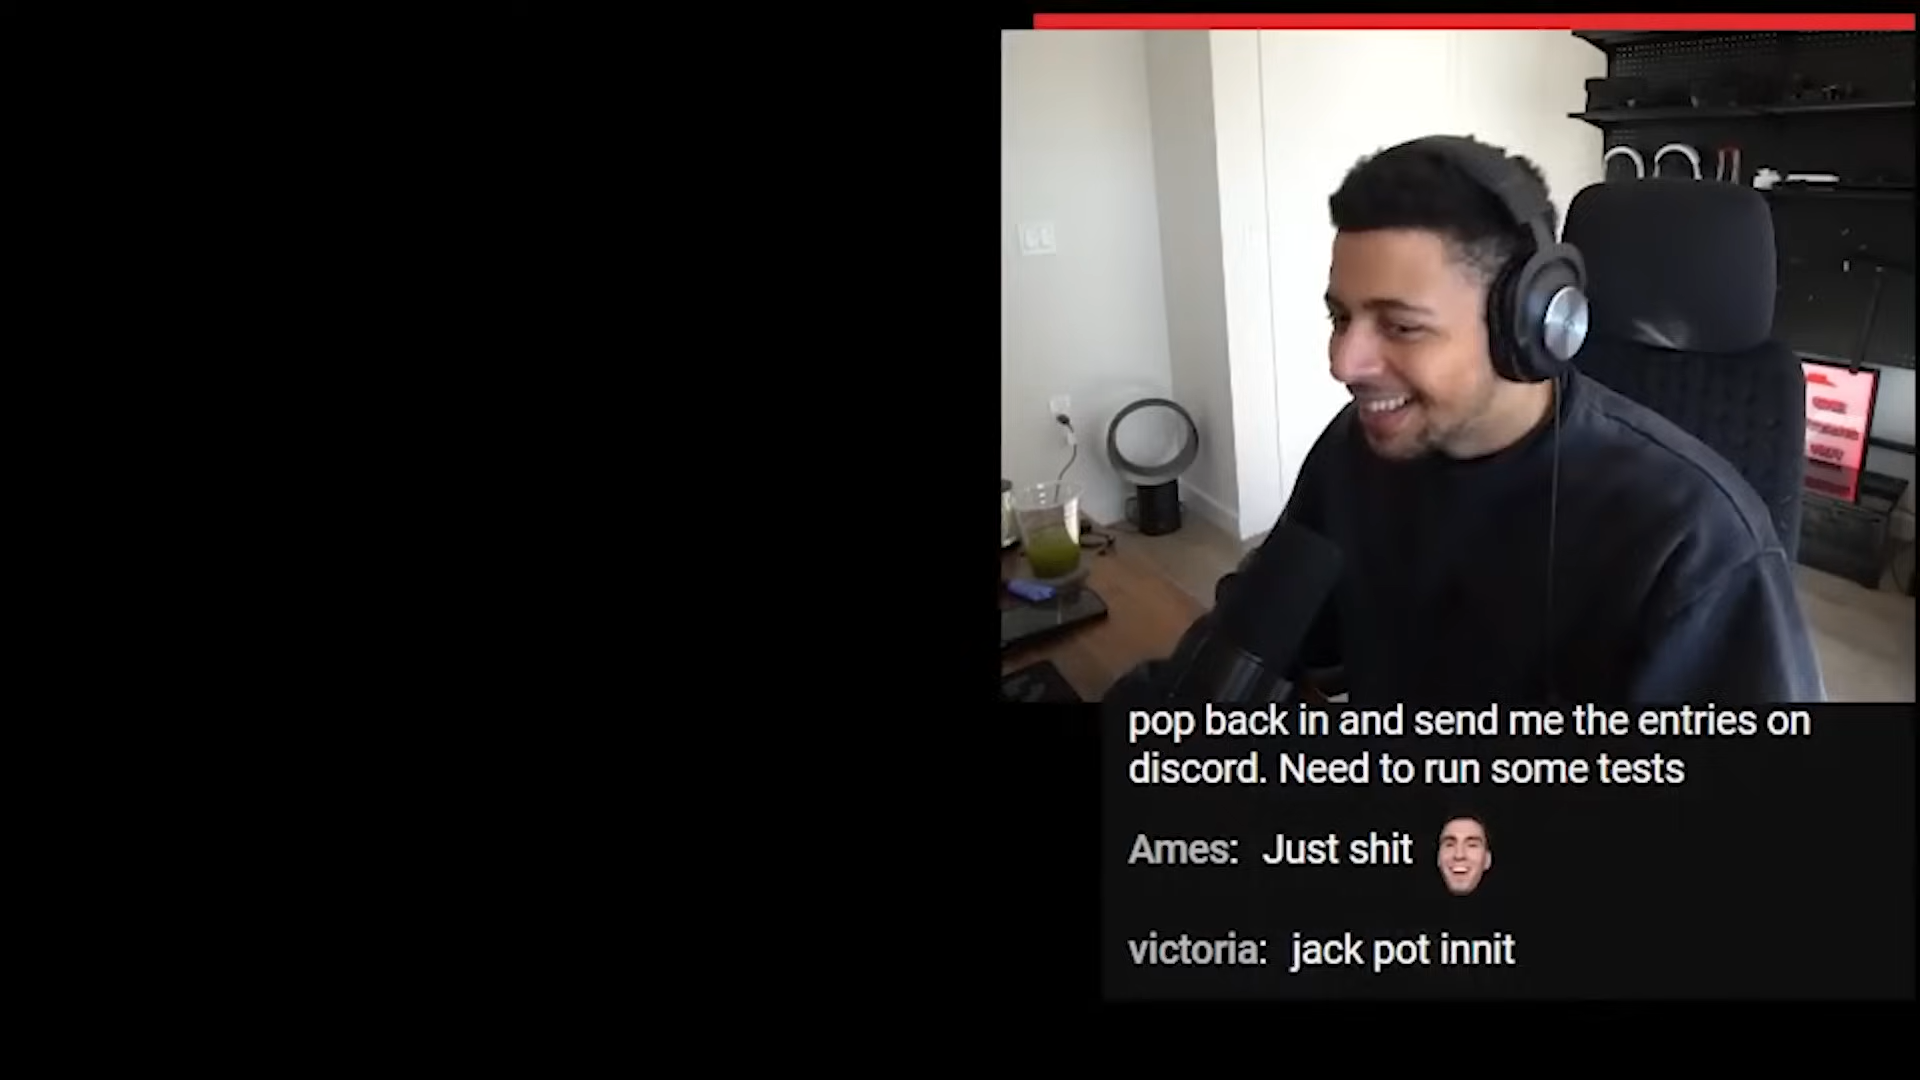 pop back in and send me the entries on
discord. Need to run some tests
Ames: Just shit
victoria: jack pot innit